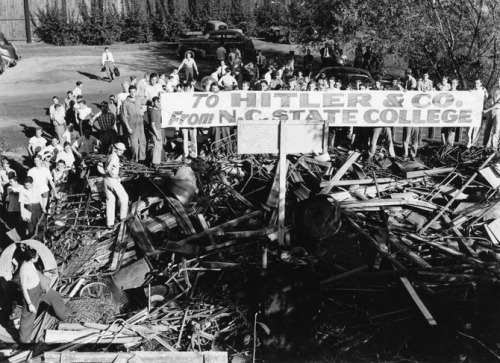 TO HITLER & CO.
FROM N.C. STATE COLLEGE